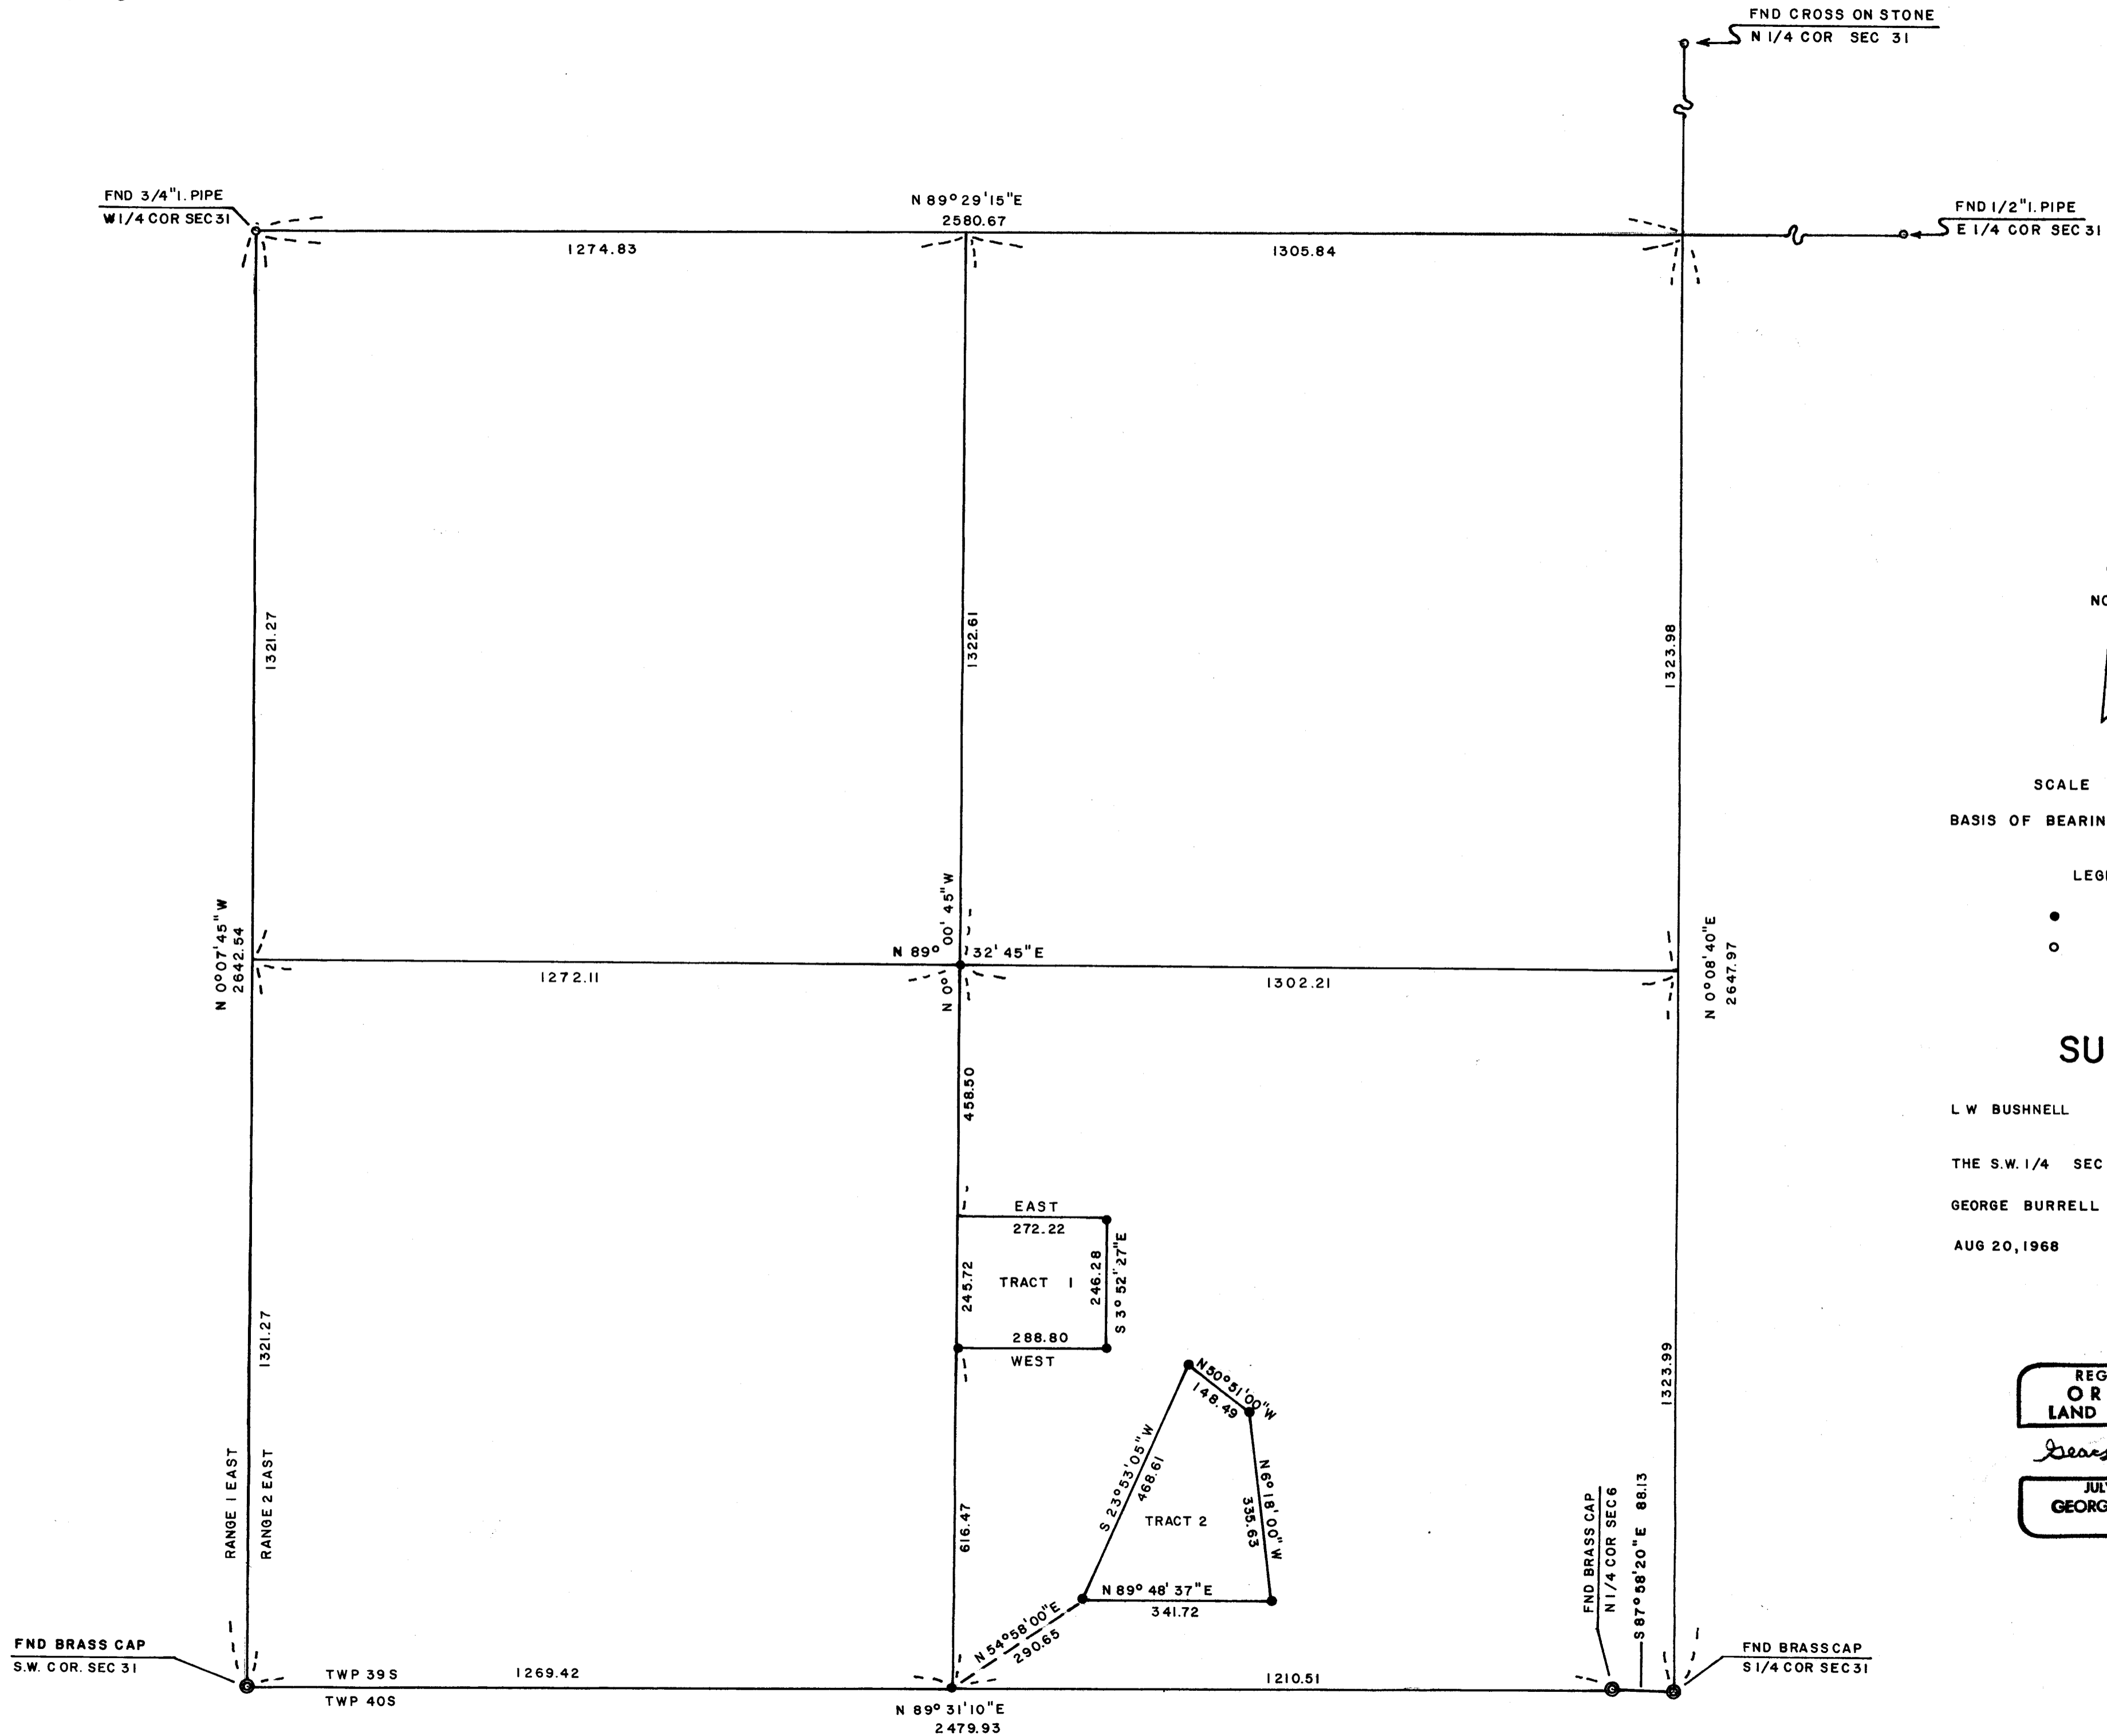 FND CROSS ON STONE
N 1/4 COR SEC 31
FND 3/4" I. PIPE
W 1/4 COR SEC 31
N 89° 29' 15" E
2580.67
1274.83
1305.84
FND 1/2" I. PIPE
E 1/4 COR SEC 31
1321.27
1322.61
1323.98
NO
SCALE
BASIS OF BEARIN
LEGE
N 0° 07' 45" W
2642.54
N 0° 00' 45" W
N 89° 32' 45" E
1272.11
1302.21
N 0° 08' 40" E
2647.97
SU
458.50
L W BUSHNELL
THE S.W. 1/4 SEC
GEORGE BURRELL
AUG 20, 1968
EAST
272.22
245.72
TRACT 1
246.28
S 3° 52' 27" E
288.80
WEST
1321.27
1323.99
N 50° 51' 00" W
148.49
S 23° 53' 05" W
468.61
TRACT 2
N 6° 18' 00" W
335.63
N 89° 48' 37" E
341.72
616.47
N 54° 58' 00" E
290.65
RANGE 1 EAST
RANGE 2 EAST
REG
OR
LAND
JULY
GEORG
FND BRASS CAP
N 1/4 COR SEC 6
S 87° 58' 20" E 88.13
FND BRASS CAP
S.W. COR. SEC 31
TWP 39 S
TWP 40S
1269.42
1210.51
N 89° 31' 10" E
2479.93
FND BRASS CAP
S 1/4 COR SEC 31